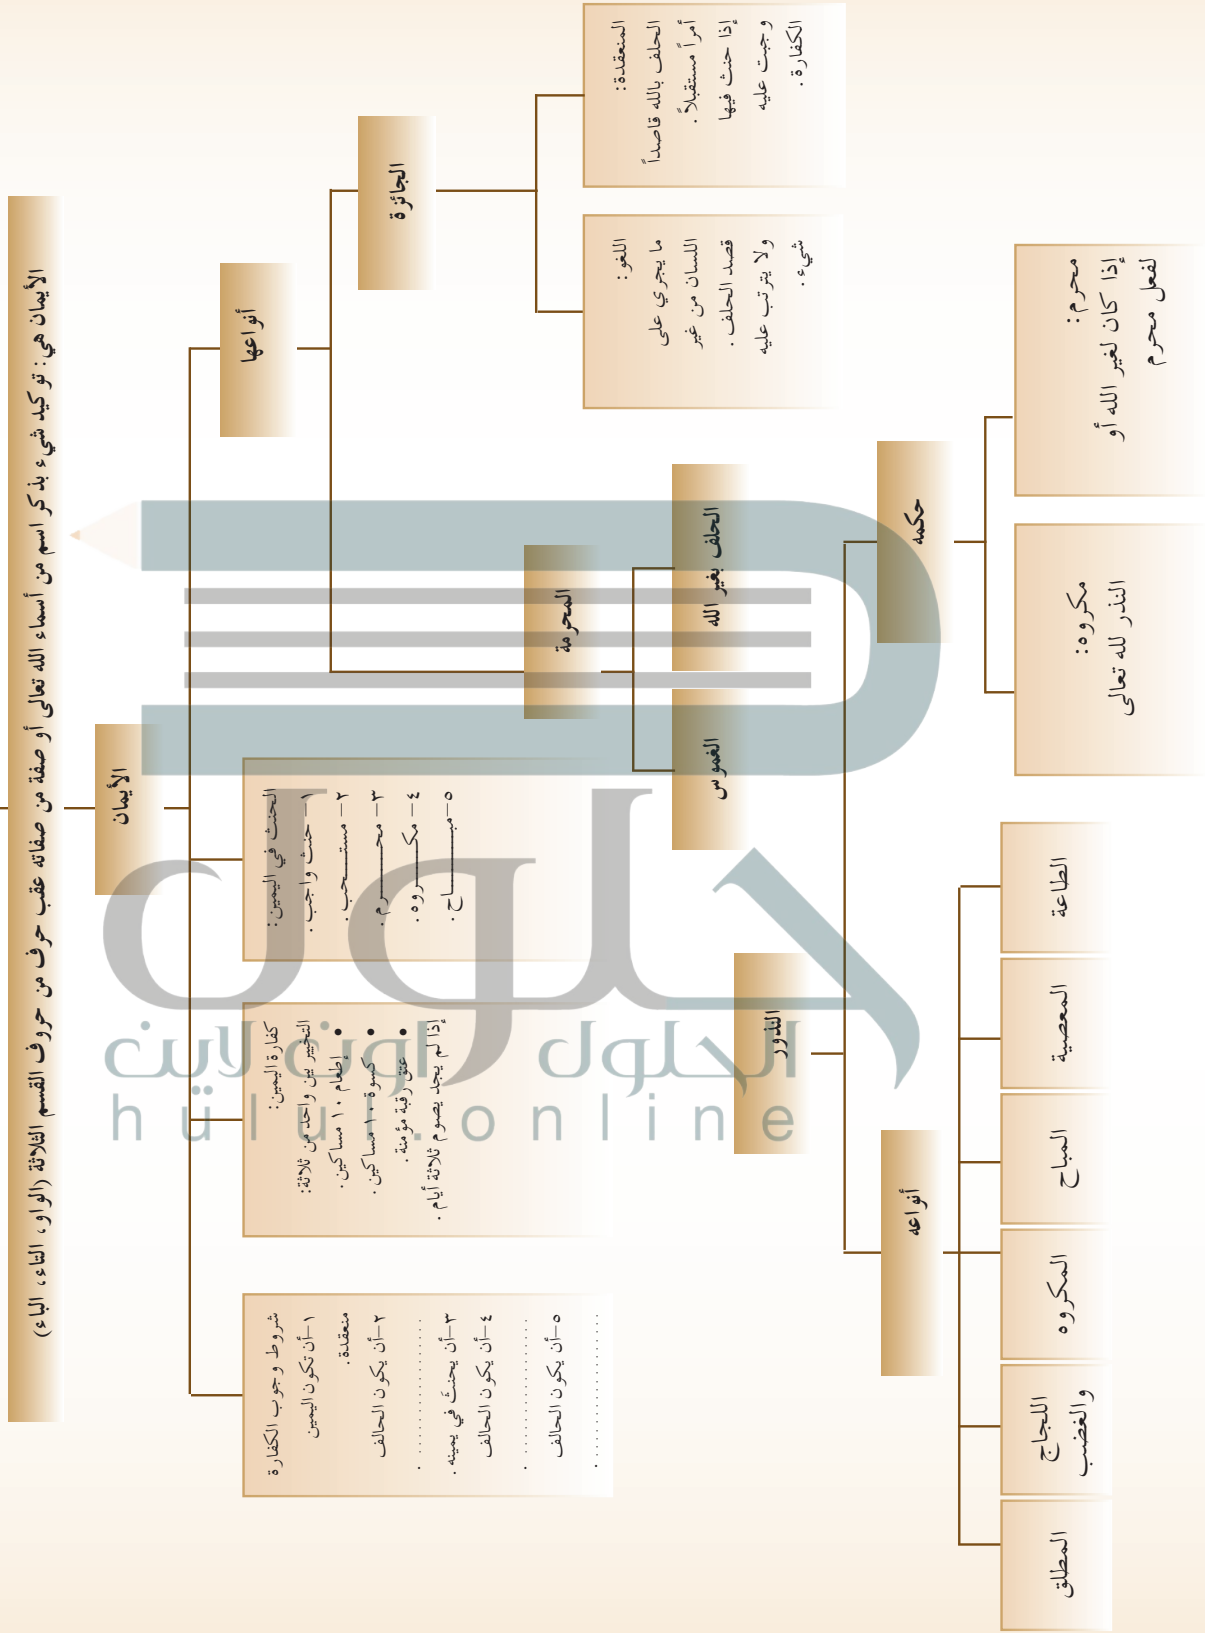 الأيمان هي: توكيد شيء بذكر اسم من أسماء الله تعالى أو صفة من صفاته عقب حرف من حروف القسم الثلاثة (الواو، التاء، الباء)
الأيمان
أنواعها
الجائزة
المنعقدة:
الحلف بالله قاصداً
أمراً مستقبلاً.
إذا حنث فيها
وجبت عليه
الكفارة.
اللغو:
ما يجري على
اللسان من غير
قصد الحلف.
ولا يترتب عليه
شيء.
المحرمة
الحلف بغير الله
الغموس
الحنث في اليمين:
١– حنث واجب.
٢– مستـــحب.
٣– محـــــرم.
٤– مكـــروه.
٥–مبـــــاح.
كفارة اليمين:
التخيير بين واحد من ثلاثة:
• إطعام ١٠ مساكين.
• كسوة ١٠ مساكين.
• عتق رقبة مؤمنة.
إذا لم يجد يصوم ثلاثة أيام.
شروط وجوب الكفارة
١–أن تكون اليمين
منعقدة.
٢–أن يكون الحالف
. . . . . . . . . . . . . . .
٣–أن يحنث في يمينه.
٤–أن يكون الحالف
. . . . . . . . . . . . . . .
٥–أن يكون الحالف
. . . . . . . . . . . . . . .
النذور
حكمه
محرم:
إذا كان لغير الله أو
لفعل محرم
مكروه:
النذر لله تعالى
أنواعه
الطاعة
المعصية
المباح
المكروه
اللجاج
والغضب
المطلق
حلول
الحلول اون لاين
hulul.online